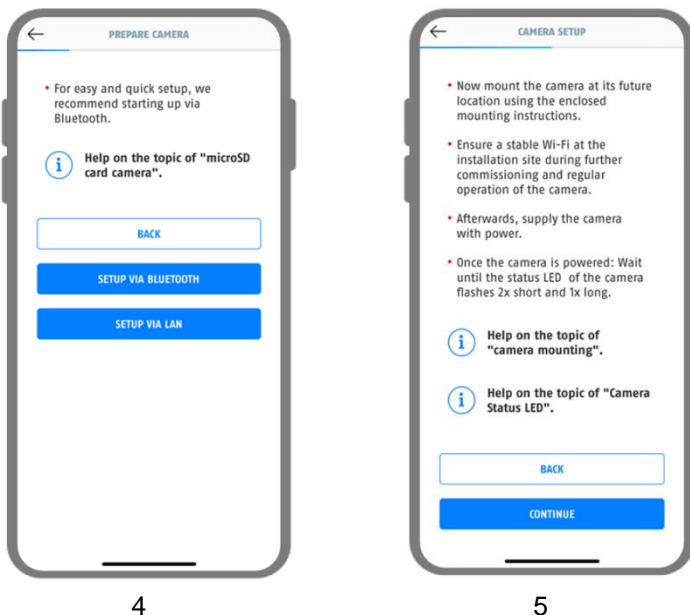 PREPARE CAMERA
• For easy and quick setup, we
recommend starting up via
Bluetooth.
i
Help on the topic of "microSD
card camera".
BACK
SETUP VIA BLUETOOTH
SETUP VIA LAN
4
CAMERA SETUP
• Now mount the camera at its future
location using the enclosed
mounting instructions.
• Ensure a stable Wi-Fi at the
installation site during further
commissioning and regular
operation of the camera.
• Afterwards, supply the camera
with power.
• Once the camera is powered: Wait
until the status LED of the camera
flashes 2x short and 1x long.
i
Help on the topic of
"camera mounting".
i
Help on the topic of "Camera
Status LED".
BACK
CONTINUE
5